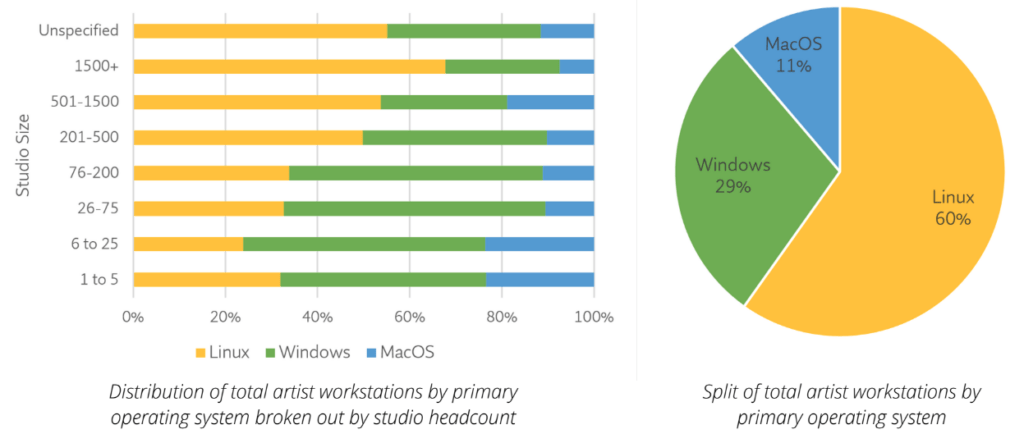 Studio Size
Unspecified
1500+
501-1500
201-500
76-200
26-75
6 to 25
1 to 5
0% 20% 40% 60% 80% 100%
Linux Windows MacOS
Distribution of total artist workstations by primary
operating system broken out by studio headcount
MacOS
11%
Windows
29%
Linux
60%
Split of total artist workstations by
primary operating system